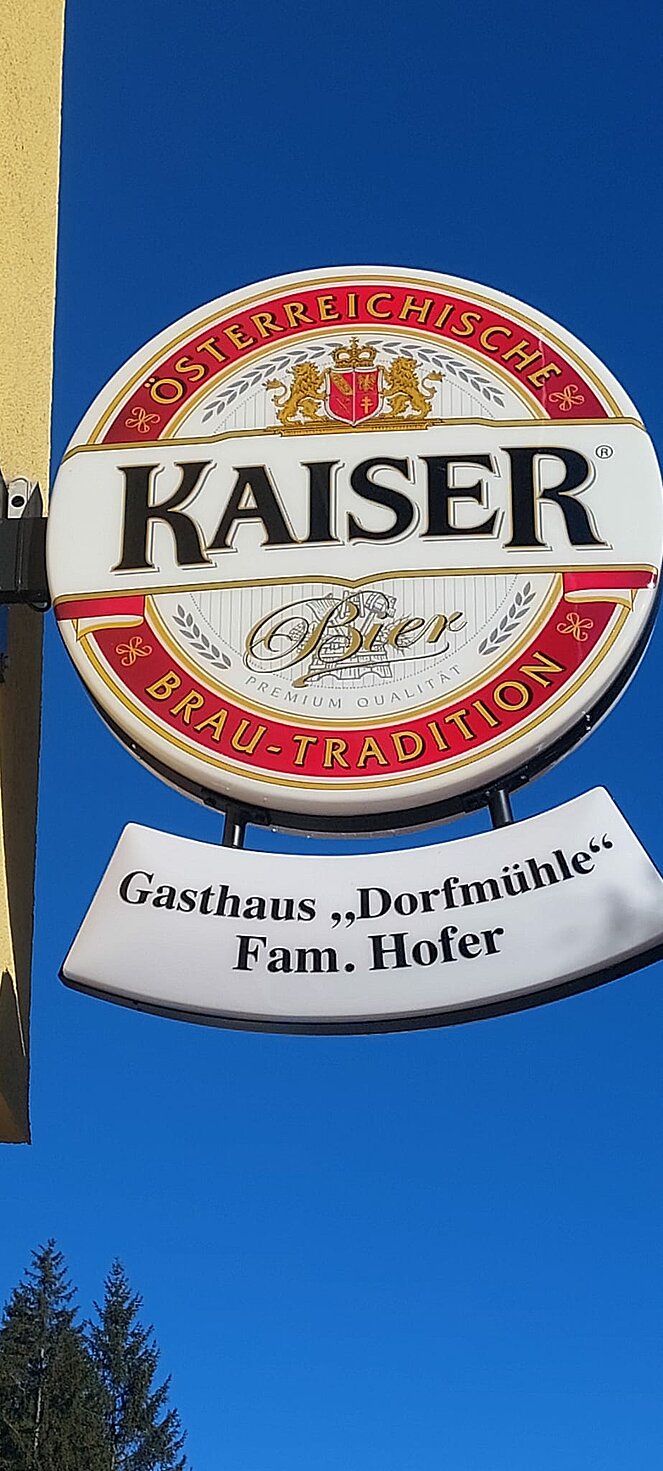 ÖSTERREICHISCHE
KAISER®
Bier
PREMIUM QUALITÄT
BRAU-TRADITION
Gasthaus „Dorfmühle“
Fam. Hofer